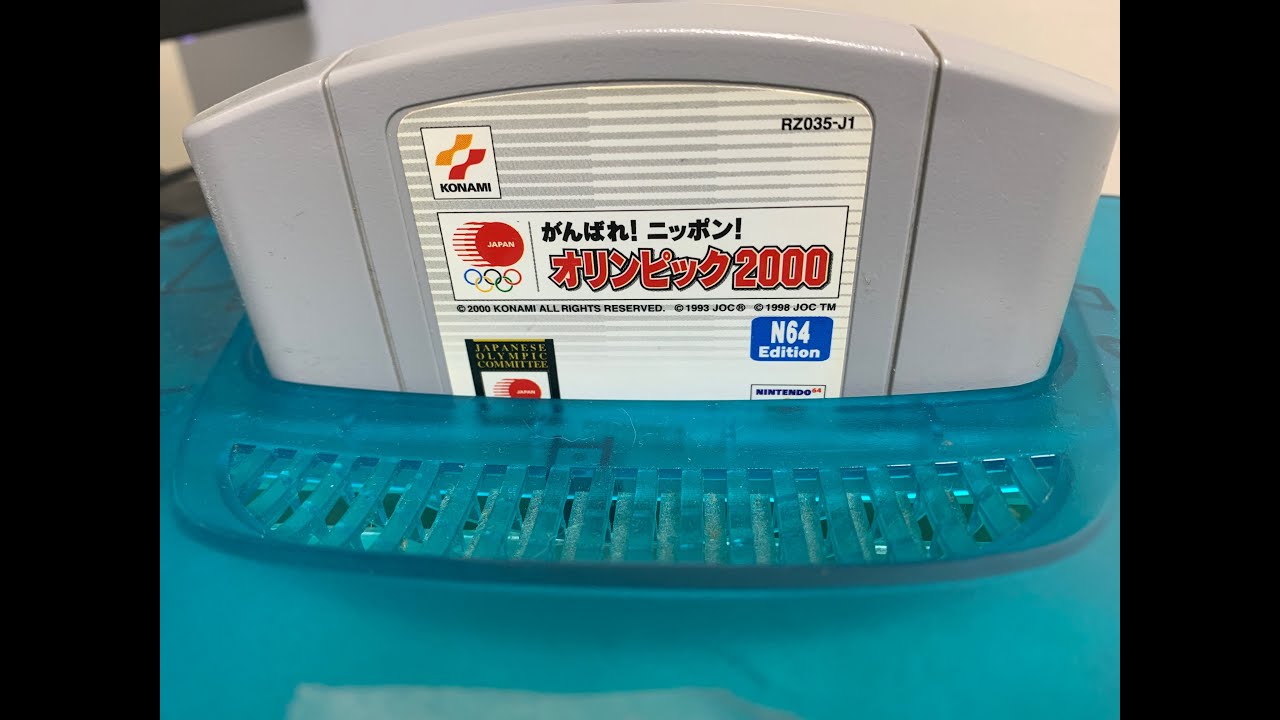 RZ035-J1
KONAMI
JAPAN
がんばれ!ニッポン!
オリンピック2000
©2000 KONAMI ALL RIGHTS RESERVED. ©1993 JOC® ©1998 JOC TM
N64
Edition
JAPANESE
OLYMPIC
COMMITTEE
JAPAN
NINTENDO64